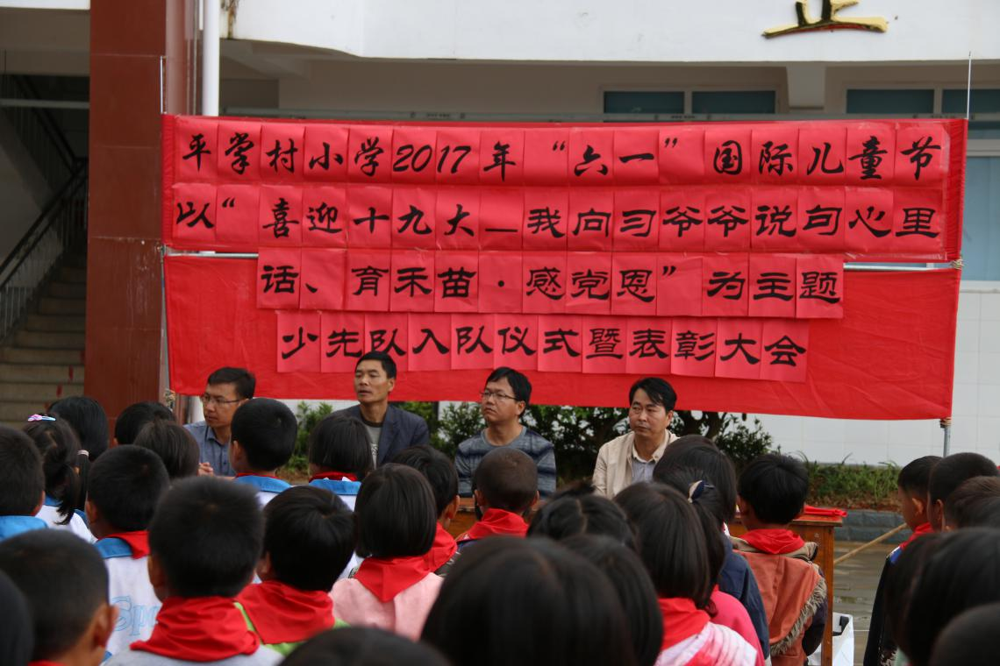 正
平掌村小学2017年“六一”国际儿童节
以“喜迎十九大—我向习爷爷说句心里
话、育禾苗·感党恩”为主题
少先队入队仪式暨表彰大会